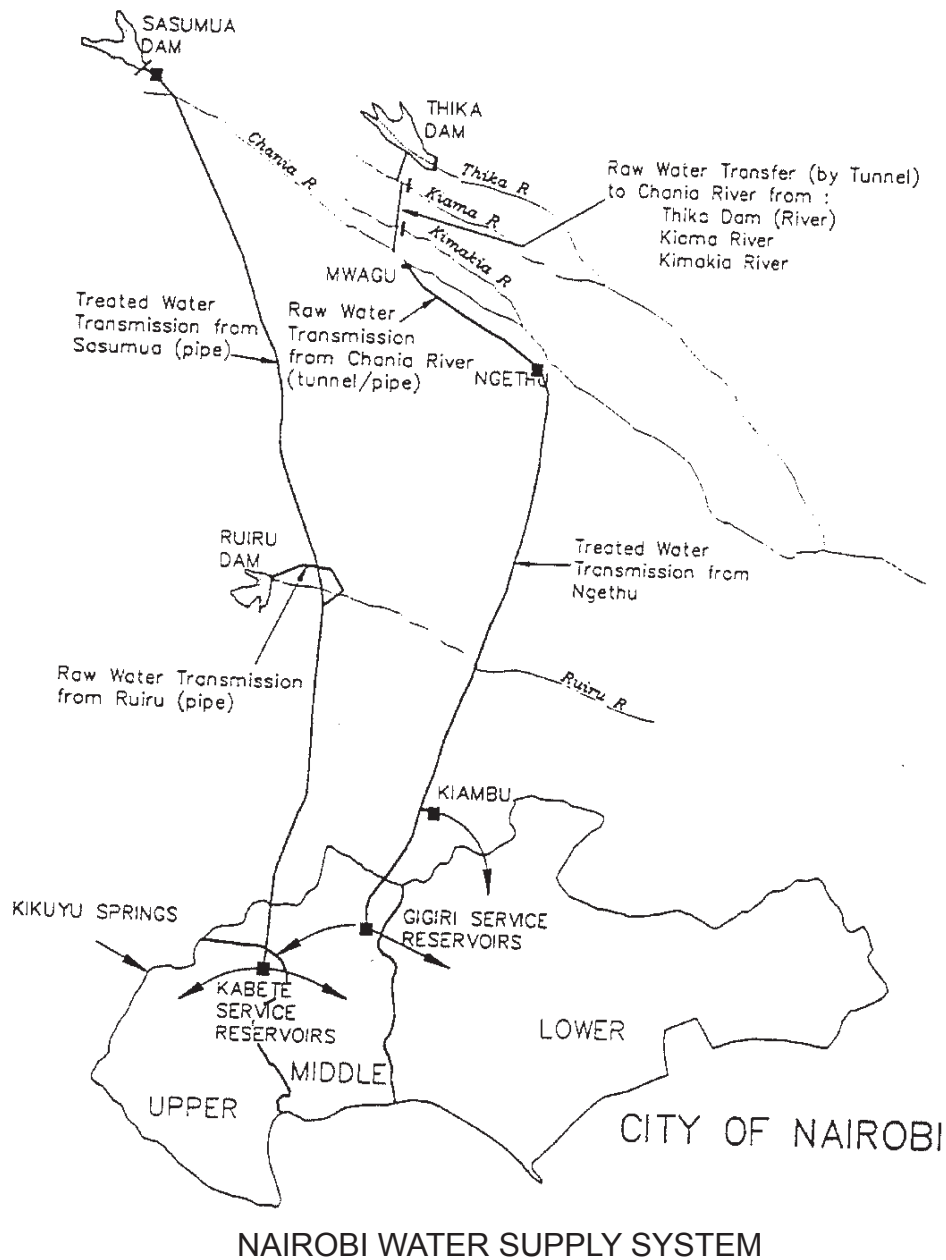 SASUMUA
DAM
THIKA
DAM
Chania R
Thika R
Kiama R
Kimakia R
Raw Water Transfer (by Tunnel)
to Chania River from :
Thika Dam (River)
Kiama River
Kimakia River
MWAGU
Treated Water
Transmission from
Sasumua (pipe)
Raw Water
Transmission
from Chania River
(tunnel/pipe)
NGETHU
RUIRU
DAM
Treated Water
Transmission from
Ngethu
Raw Water Transmission
from Ruiru (pipe)
Ruiru R
KIAMBU
KIKUYU SPRINGS
GIGIRI SERVICE
RESERVOIRS
KABETE
SERVICE
RESERVOIRS
LOWER
MIDDLE
UPPER
CITY OF NAIROBI
NAIROBI WATER SUPPLY SYSTEM